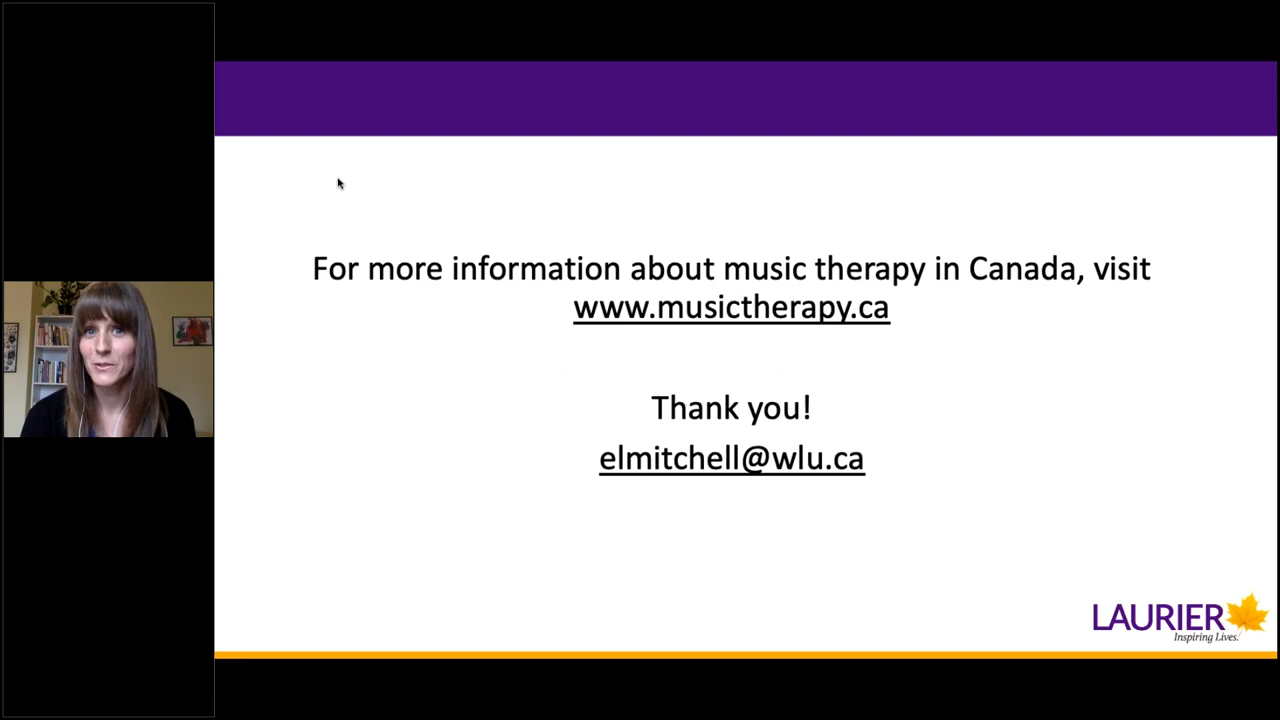 For more information about music therapy in Canada, visit
www.musictherapy.ca
Thank you!
elmitchell@wlu.ca
LAURIER
Inspiring Lives.